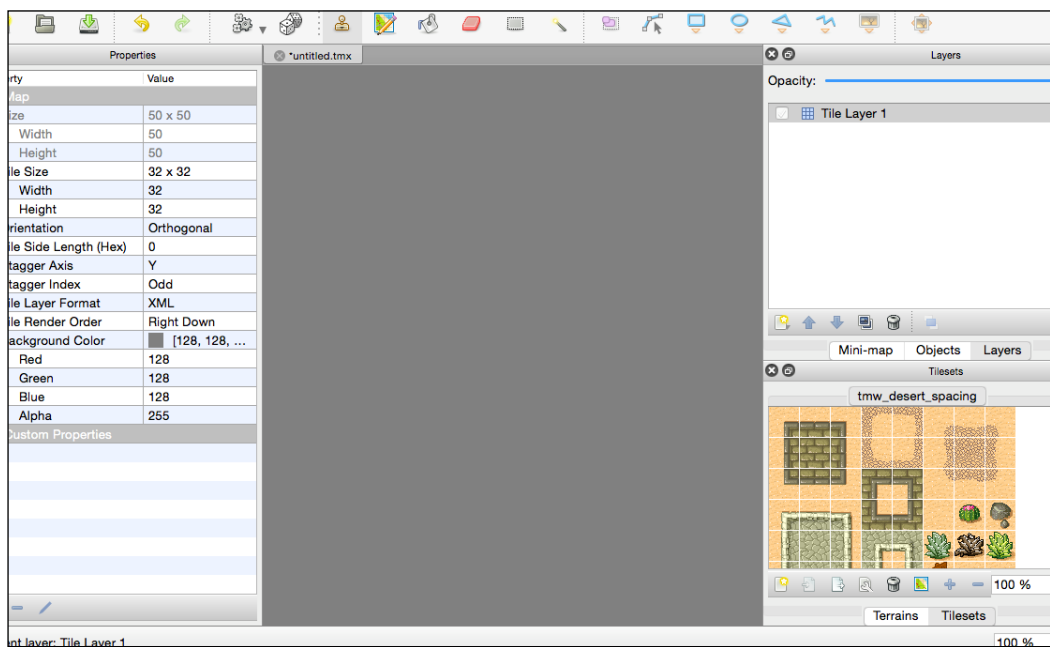 Properties
*untitled.tmx
Layers
rty Value
Map
ize 50 x 50
Width 50
Height 50
ile Size 32 x 32
Width 32
Height 32
rientation Orthogonal
ile Side Length (Hex) 0
tagger Axis Y
tagger Index Odd
ile Layer Format XML
ile Render Order Right Down
ackground Color [128, 128, ...
Red 128
Green 128
Blue 128
Alpha 255
Custom Properties
Opacity:
Tile Layer 1
Mini-map Objects Layers
Tilesets
tmw_desert_spacing
100 %
Terrains Tilesets
ent layer: Tile Layer 1
100 %